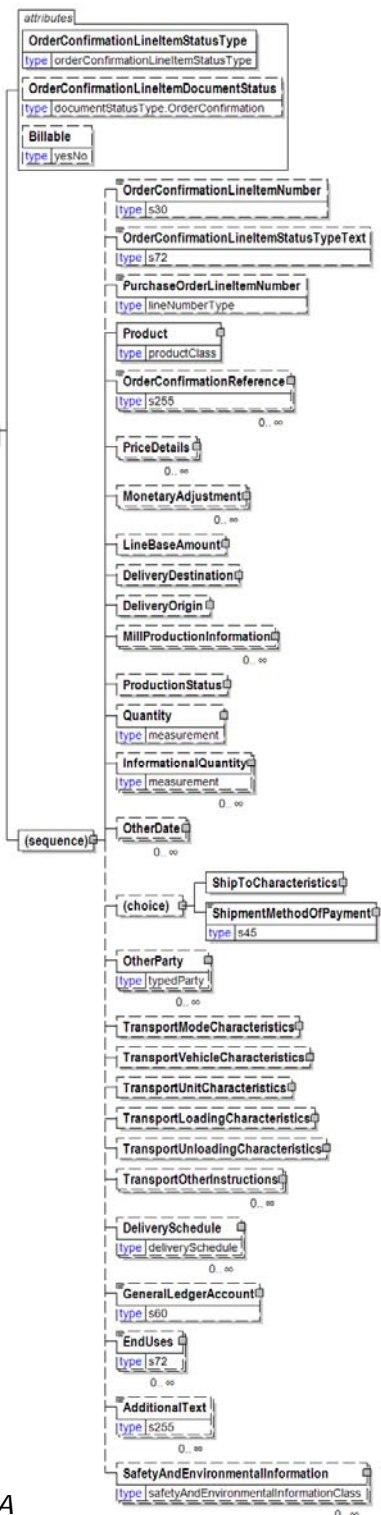 attributes
OrderConfirmationLineItemStatusType
type orderConfirmationLineItemStatusType
OrderConfirmationLineItemDocumentStatus
type documentStatusType.OrderConfirmation
Billable
type yesNo
OrderConfirmationLineItemNumber
type s30
OrderConfirmationLineItemStatusTypeText
type s72
PurchaseOrderLineItemNumber
type lineNumberType
Product
type productClass
OrderConfirmationReference
type s255
0.. ∞
PriceDetails
0.. ∞
MonetaryAdjustment
0.. ∞
LineBaseAmount
DeliveryDestination
DeliveryOrigin
MillProductionInformation
0.. ∞
ProductionStatus
Quantity
type measurement
InformationalQuantity
type measurement
0.. ∞
(sequence)
OtherDate
0.. ∞
(choice)
ShipToCharacteristics
ShipmentMethodOfPayment
type s45
OtherParty
type typedParty
0.. ∞
TransportModeCharacteristics
TransportVehicleCharacteristics
TransportUnitCharacteristics
TransportLoadingCharacteristics
TransportUnloadingCharacteristics
TransportOtherInstructions
0.. ∞
DeliverySchedule
type deliverySchedule
0.. ∞
GeneralLedgerAccount
type s60
EndUses
type s72
0.. ∞
AdditionalText
type s255
0.. ∞
SafetyAndEnvironmentalInformation
type safetyAndEnvironmentalInformationClass
0.. ∞
A